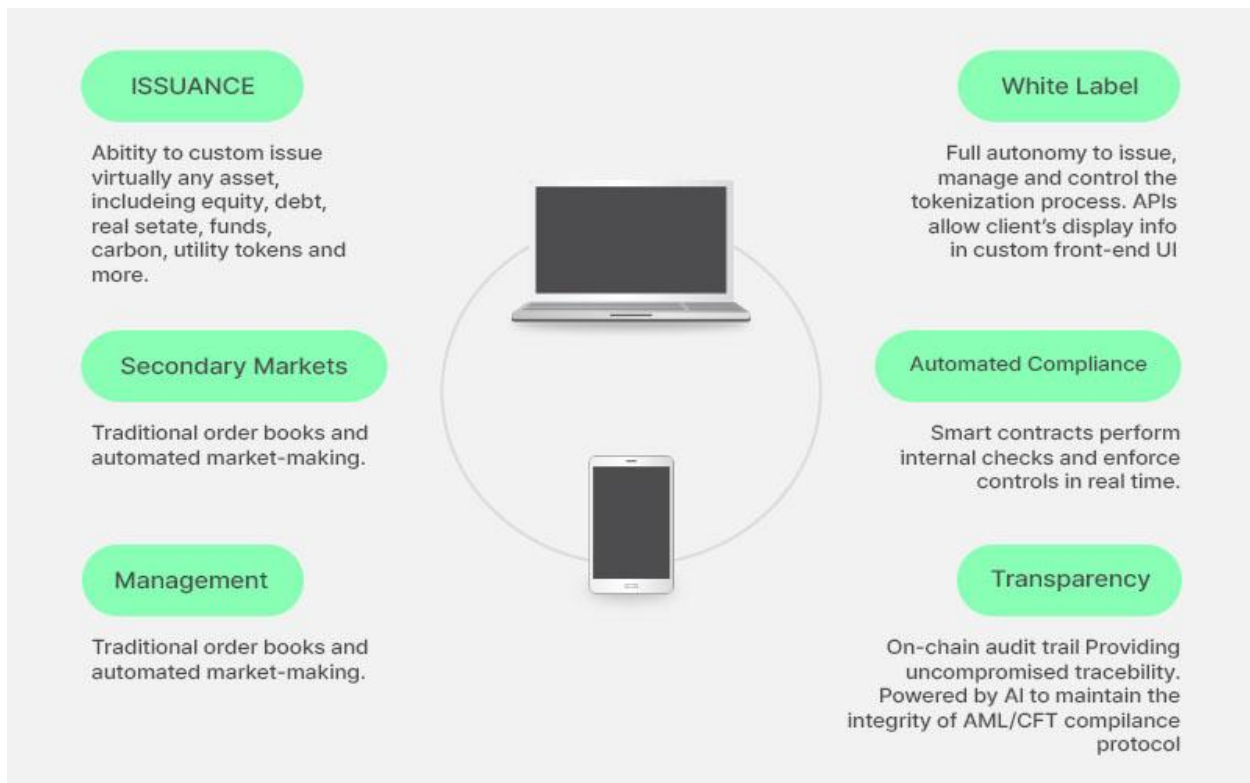 ISSUANCE
Abitity to custom issue
virtually any asset,
includeing equity, debt,
real setate, funds,
carbon, utility tokens and
more.
Secondary Markets
Traditional order books and
automated market-making.
Management
Traditional order books and
automated market-making.
White Label
Full autonomy to issue,
manage and control the
tokenization process. APIs
allow client's display info
in custom front-end UI
Automated Compliance
Smart contracts perform
internal checks and enforce
controls in real time.
Transparency
On-chain audit trail Providing
uncompromised tracebility.
Powered by AI to maintain the
integrity of AML/CFT compilance
protocol